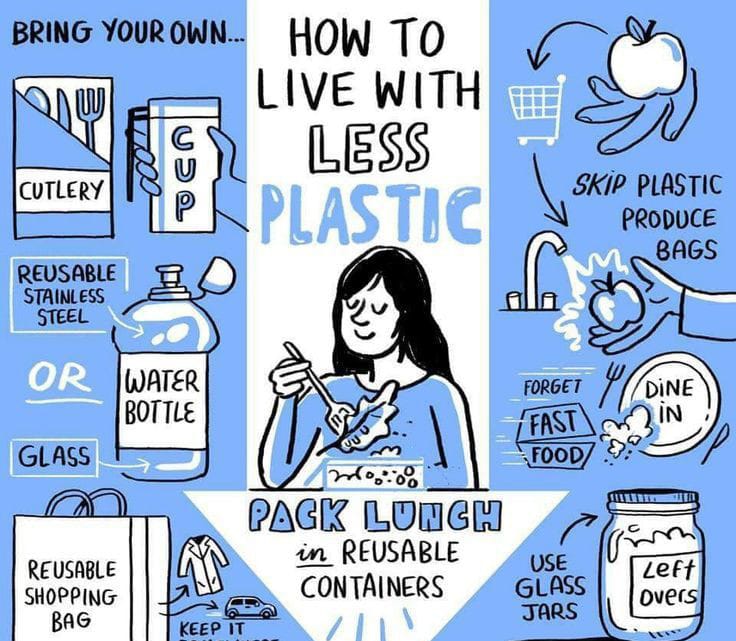 BRING YOUR OWN...
CUTLERY
CUP
REUSABLE
STAINLESS
STEEL
OR
WATER
BOTTLE
GLASS
REUSABLE
SHOPPING
BAG
KEEP IT
HOW TO
LIVE WITH
LESS
PLASTIC
PACK LUNCH
in REUSABLE
CONTAINERS
SKIP PLASTIC
PRODUCE
BAGS
FORGET
FAST
FOOD
DINE
IN
USE
GLASS
JARS
Left
overs